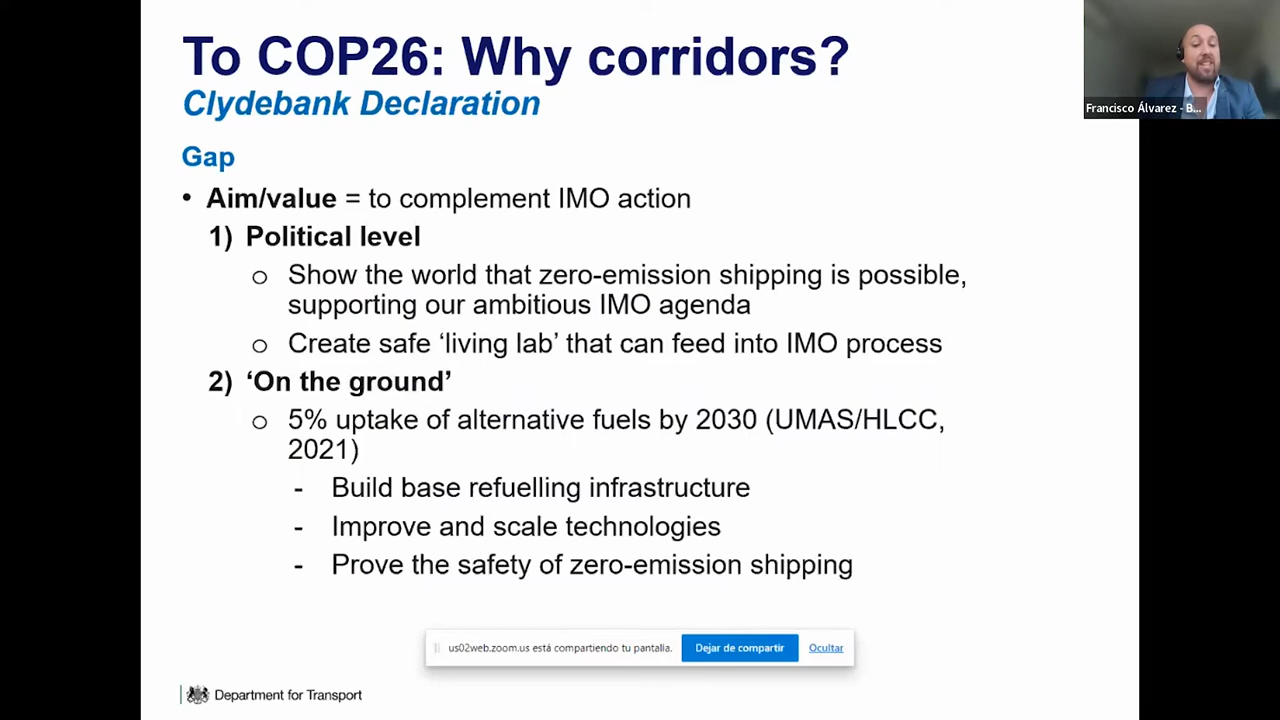 To COP26: Why corridors?
Clydebank Declaration
Francisco Álvarez - B...
Gap
• Aim/value = to complement IMO action
1) Political level
o Show the world that zero-emission shipping is possible,
supporting our ambitious IMO agenda
o Create safe ‘living lab’ that can feed into IMO process
2) ‘On the ground’
o 5% uptake of alternative fuels by 2030 (UMAS/HLCC,
2021)
- Build base refuelling infrastructure
- Improve and scale technologies
- Prove the safety of zero-emission shipping
us02web.zoom.us está compartiendo tu pantalla. Dejar de compartir Ocultar
Department for Transport